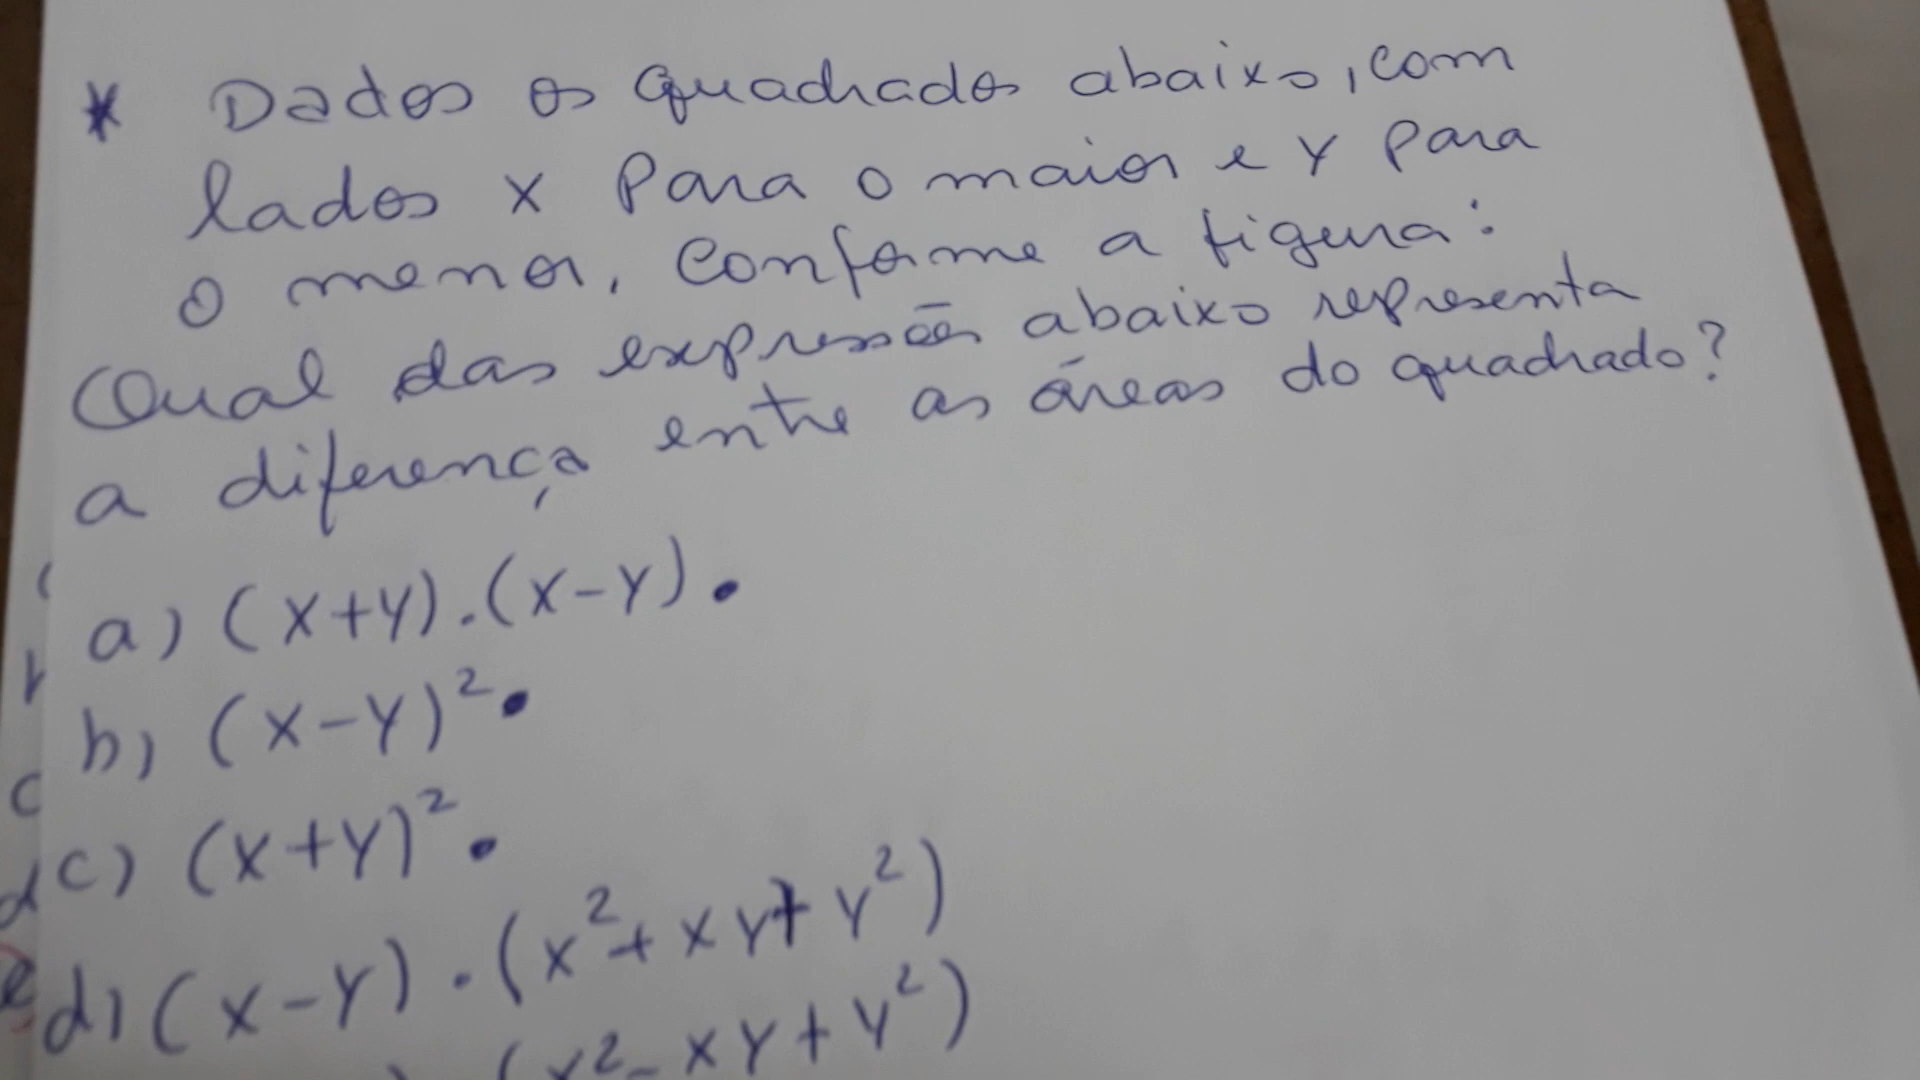 * Dados os quadrados abaixo, com
lados x para o maior e y para
o menor, conforme a figura:
Qual das expressões abaixo representa
a diferença entre as áreas do quadrado?
a) (x+y).(x-y).
b) (x-y)².
c) (x+y)².
d) (x-y).(x²+xy+y²)
(x²-xy+y²)